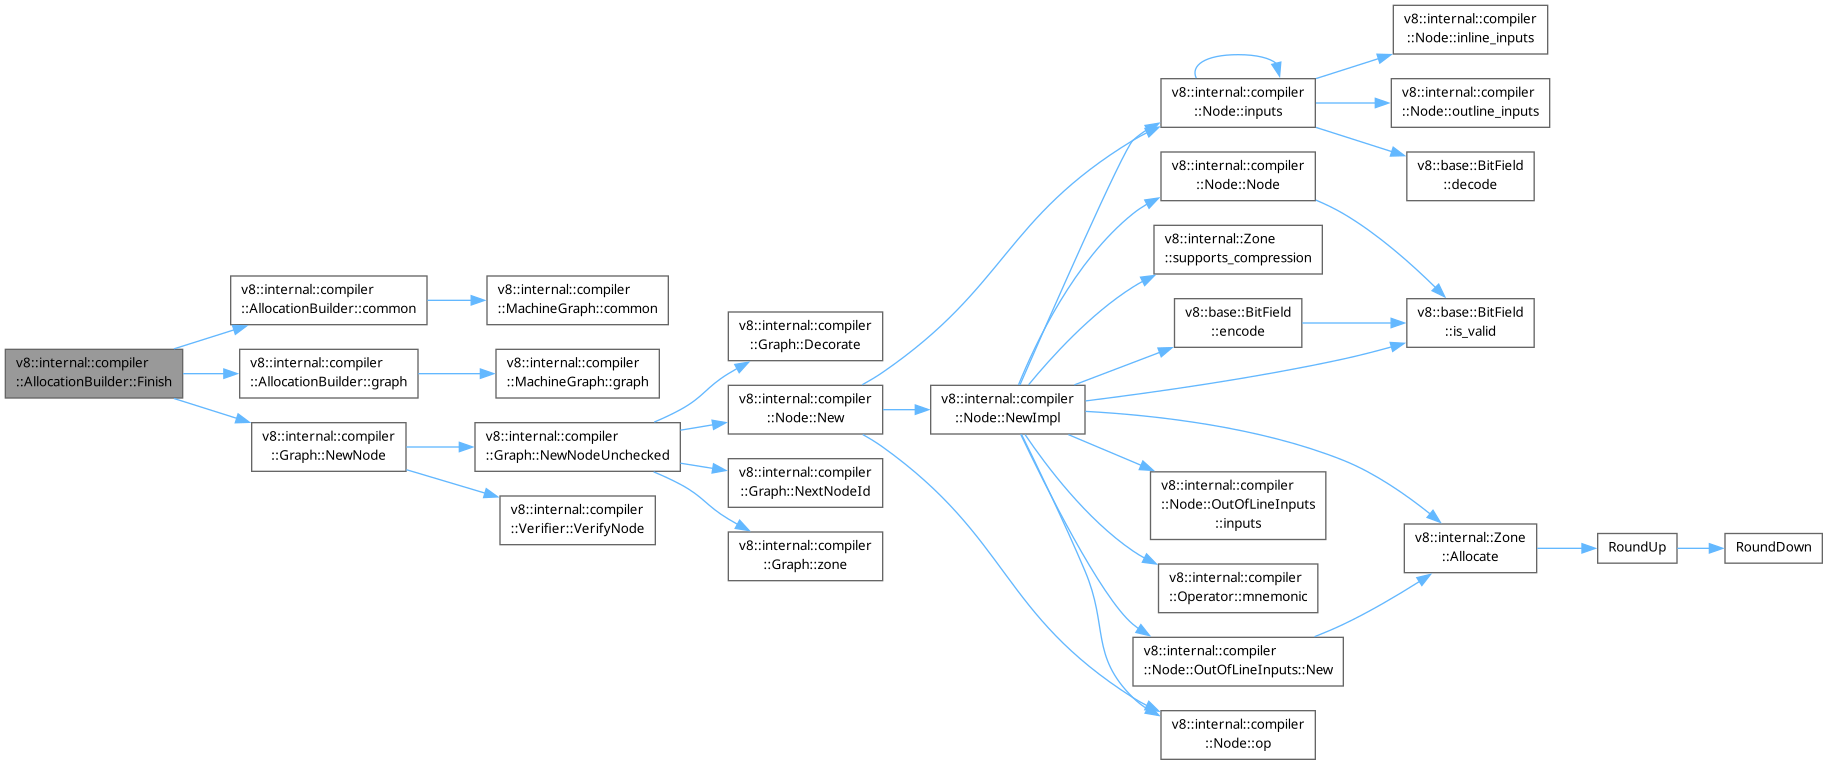 v8::internal::compiler
::AllocationBuilder::Finish
v8::internal::compiler
::AllocationBuilder::common
v8::internal::compiler
::MachineGraph::common
v8::internal::compiler
::AllocationBuilder::graph
v8::internal::compiler
::MachineGraph::graph
v8::internal::compiler
::Graph::NewNode
v8::internal::compiler
::Graph::NewNodeUnchecked
v8::internal::compiler
::Verifier::VerifyNode
v8::internal::compiler
::Graph::Decorate
v8::internal::compiler
::Node::New
v8::internal::compiler
::Graph::NextNodeId
v8::internal::compiler
::Graph::zone
v8::internal::compiler
::Node::NewImpl
v8::internal::compiler
::Node::inputs
v8::internal::compiler
::Node::Node
v8::internal::Zone
::supports_compression
v8::base::BitField
::encode
v8::internal::compiler
::Node::OutOfLineInputs
::inputs
v8::internal::compiler
::Operator::mnemonic
v8::internal::compiler
::Node::OutOfLineInputs::New
v8::internal::compiler
::Node::op
v8::internal::compiler
::Node::inline_inputs
v8::internal::compiler
::Node::outline_inputs
v8::base::BitField
::decode
v8::base::BitField
::is_valid
v8::internal::Zone
::Allocate
RoundUp
RoundDown